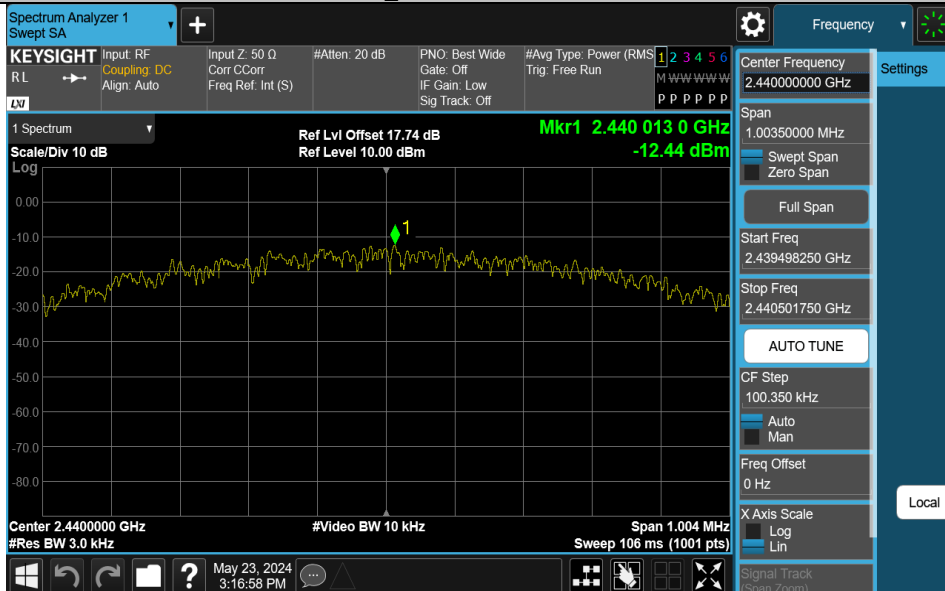 Spectrum Analyzer 1
Swept SA
+
Frequency
KEYSIGHT
RL
LXI
Input: RF
Coupling: DC
Align: Auto
Input Z: 50 Ω
Corr CCorr
Freq Ref: Int (S)
#Atten: 20 dB
PNO: Best Wide
Gate: Off
IF Gain: Low
Sig Track: Off
#Avg Type: Power (RMS
Trig: Free Run
1 2 3 4 5 6
M W W W W W
P P P P P P
1 Spectrum
Scale/Div 10 dB
Log
Ref Lvl Offset 17.74 dB
Ref Level 10.00 dBm
Mkr1 2.440 013 0 GHz
-12.44 dBm
1
0.00
-10.0
-20.0
-30.0
-40.0
-50.0
-60.0
-70.0
-80.0
Center 2.4400000 GHz
#Res BW 3.0 kHz
#Video BW 10 kHz
Span 1.004 MHz
Sweep 106 ms (1001 pts)
?
May 23, 2024
3:16:58 PM
Center Frequency
2.440000000 GHz
Span
1.00350000 MHz
Swept Span
Zero Span
Full Span
Start Freq
2.439498250 GHz
Stop Freq
2.440501750 GHz
AUTO TUNE
CF Step
100.350 kHz
Auto
Man
Freq Offset
0 Hz
X Axis Scale
Log
Lin
Signal Track
(Span Zoom)
Settings
Local